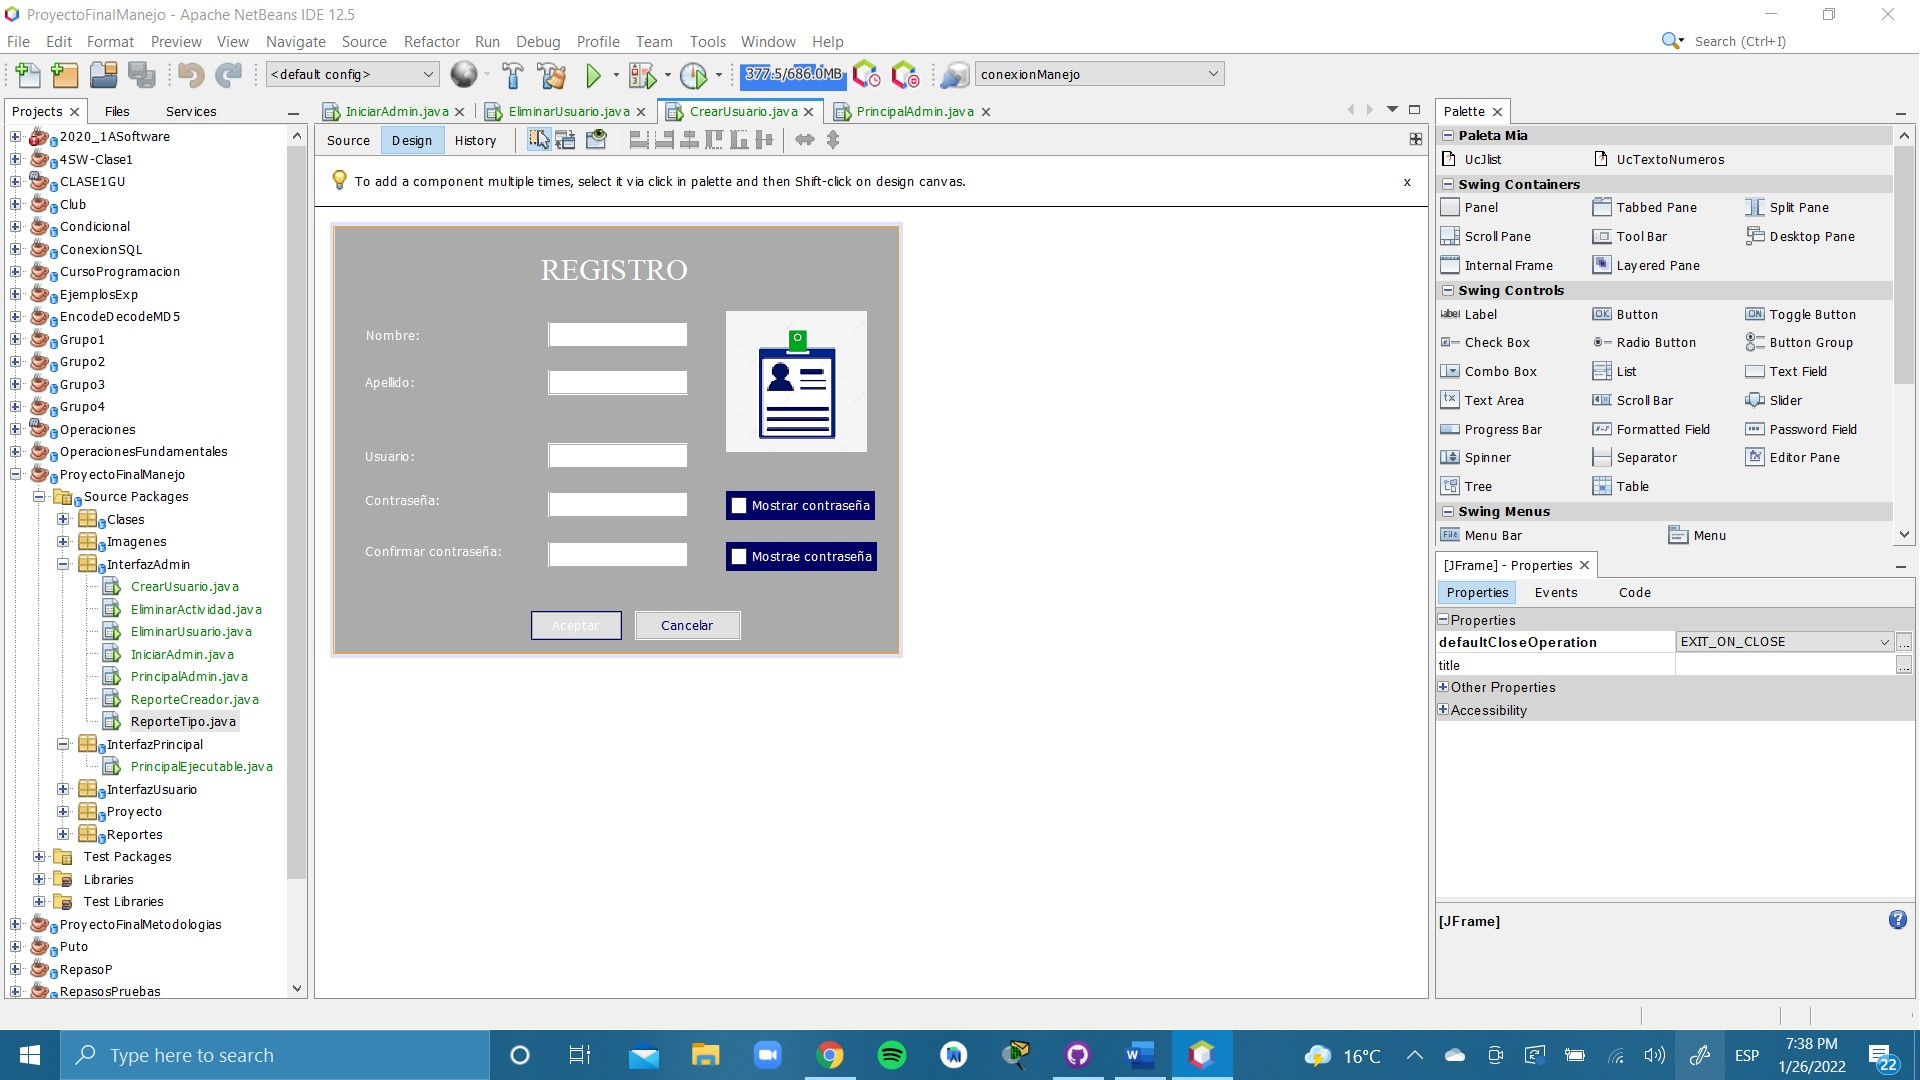 ProyectoFinalManejo - Apache NetBeans IDE 12.5
File Edit Format Preview View Navigate Source Refactor Run Debug Profile Team Tools Window Help
Search (Ctrl+I)
<default config>
377.5/686.0MB
conexionManejo
Projects Files Services
2020_1ASoftware
4SW-Clase1
CLASE1GU
Club
Condicional
ConexionSQL
CursoProgramacion
EjemplosExp
EncodeDecodeMD5
Grupo1
Grupo2
Grupo3
Grupo4
Operaciones
OperacionesFundamentales
ProyectoFinalManejo
Source Packages
Clases
Imagenes
InterfazAdmin
CrearUsuario.java
EliminarActividad.java
EliminarUsuario.java
IniciarAdmin.java
PrincipalAdmin.java
ReporteCreador.java
ReporteTipo.java
InterfazPrincipal
PrincipalEjecutable.java
InterfazUsuario
Proyecto
Reportes
Test Packages
Libraries
Test Libraries
ProyectoFinalMetodologias
Puto
RepasoP
RepasosPruebas
IniciarAdmin.java EliminarUsuario.java CrearUsuario.java PrincipalAdmin.java
Source Design History
To add a component multiple times, select it via click in palette and then Shift-click on design canvas. x
REGISTRO
Nombre:
Apellido:
Usuario:
Contraseña:
Mostrar contraseña
Confirmar contraseña:
Mostrae contraseña
Aceptar Cancelar
Palette
Paleta Mia
UcJlist UcTextoNumeros
Swing Containers
Panel Tabbed Pane Split Pane
Scroll Pane Tool Bar Desktop Pane
Internal Frame Layered Pane
Swing Controls
Label Button Toggle Button
Check Box Radio Button Button Group
Combo Box List Text Field
Text Area Scroll Bar Slider
Progress Bar Formatted Field Password Field
Spinner Separator Editor Pane
Tree Table
Swing Menus
Menu Bar Menu
[JFrame] - Properties
Properties Events Code
Properties
defaultCloseOperation EXIT_ON_CLOSE ...
title ...
Other Properties
Accessibility
[JFrame]
Type here to search
16°C
ESP
7:38 PM
1/26/2022
22